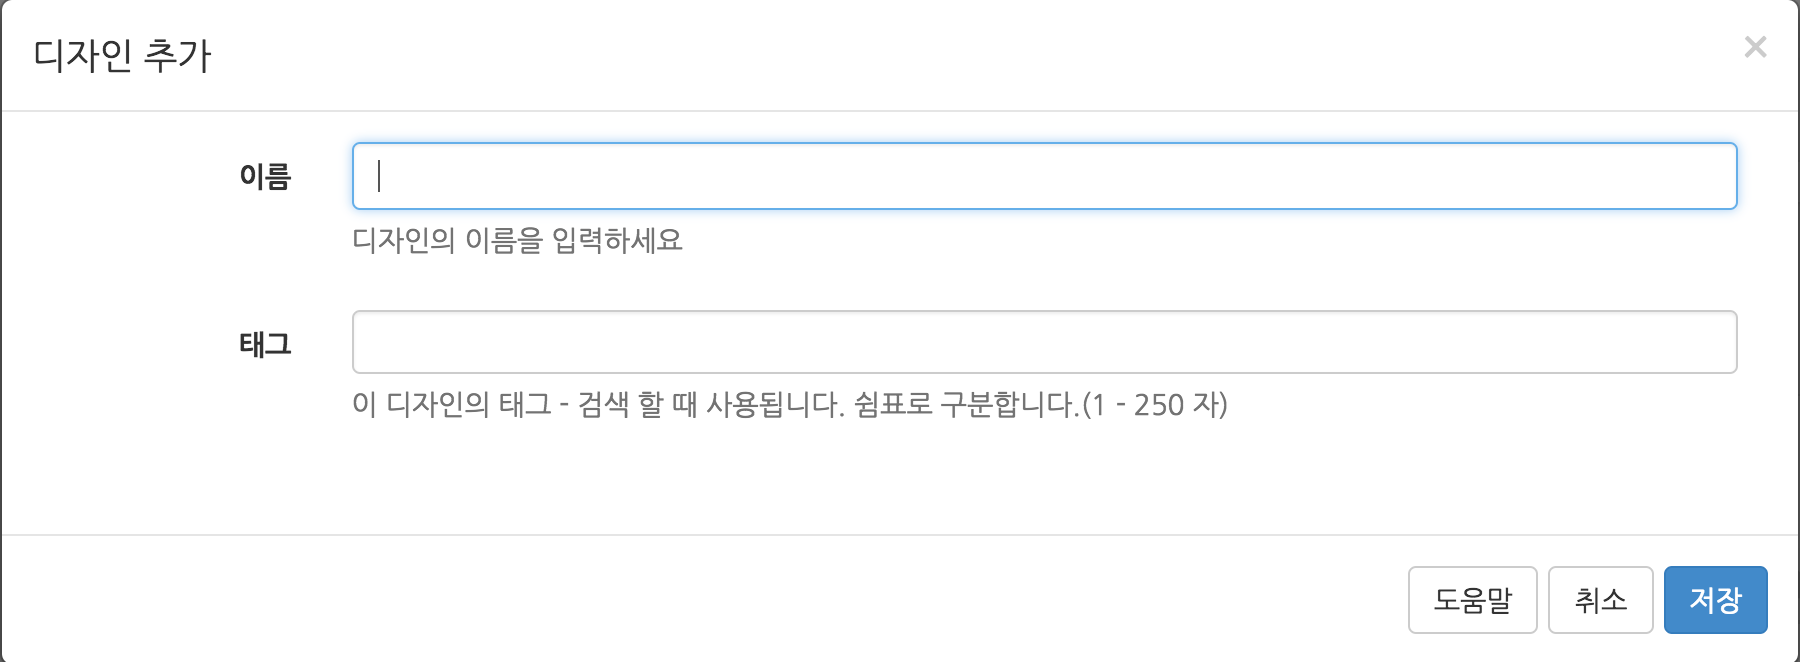 디자인 추가
×
이름
디자인의 이름을 입력하세요
태그
이 디자인의 태그 - 검색 할 때 사용됩니다. 쉼표로 구분합니다.(1 - 250 자)
도움말 취소 저장